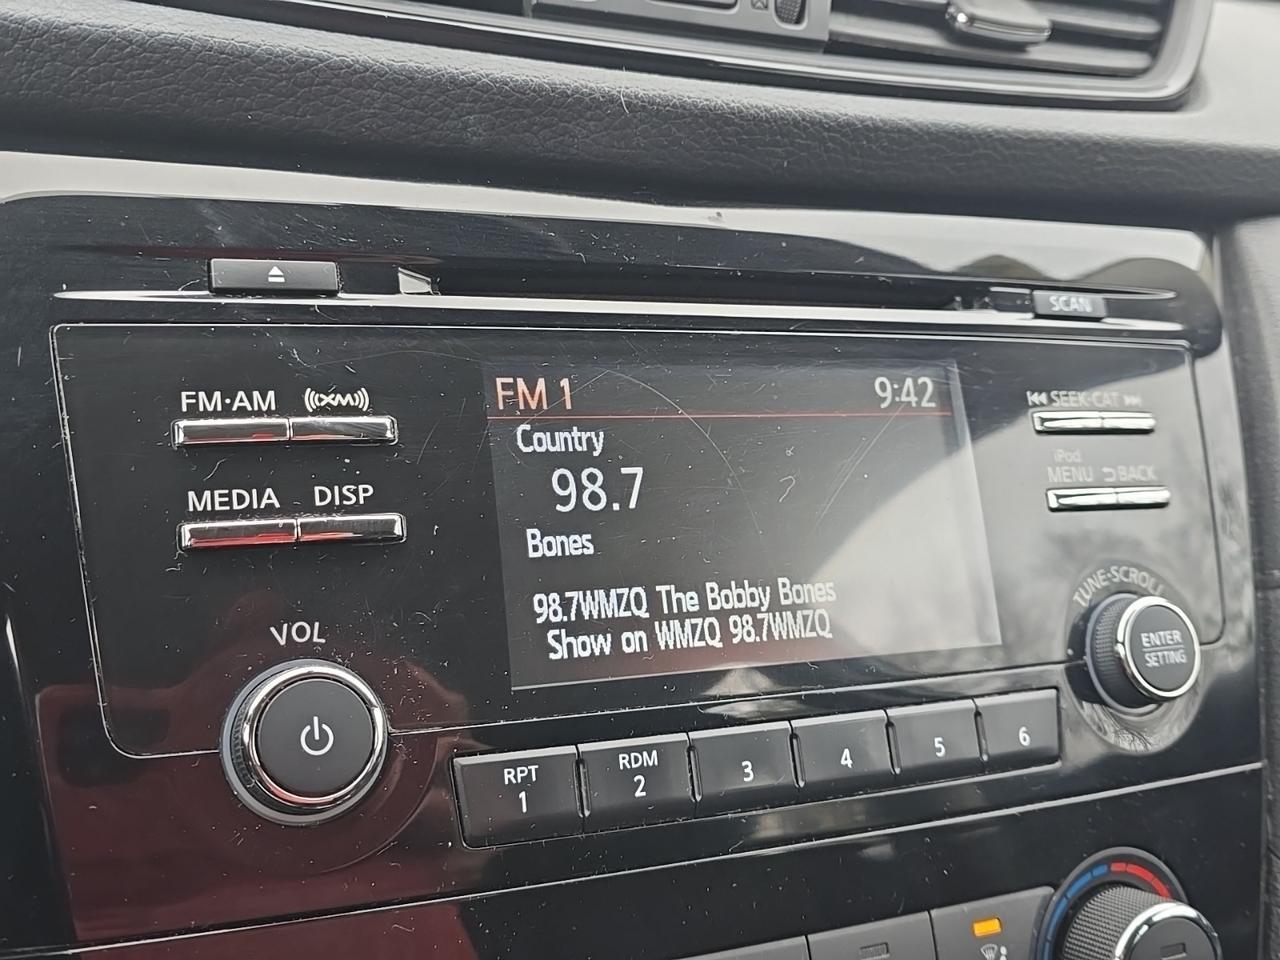 SCAN
FM·AM
XM
FM 1
9:42
SEEK·CAT
Country
iPod
MENU
BACK
98.7
MEDIA
DISP
Bones
98.7WMZQ The Bobby Bones
Show on WMZQ 98.7WMZQ
TUNE·SCROLL
VOL
ENTER
SETTING
RPT
1
RDM
2
3
4
5
6